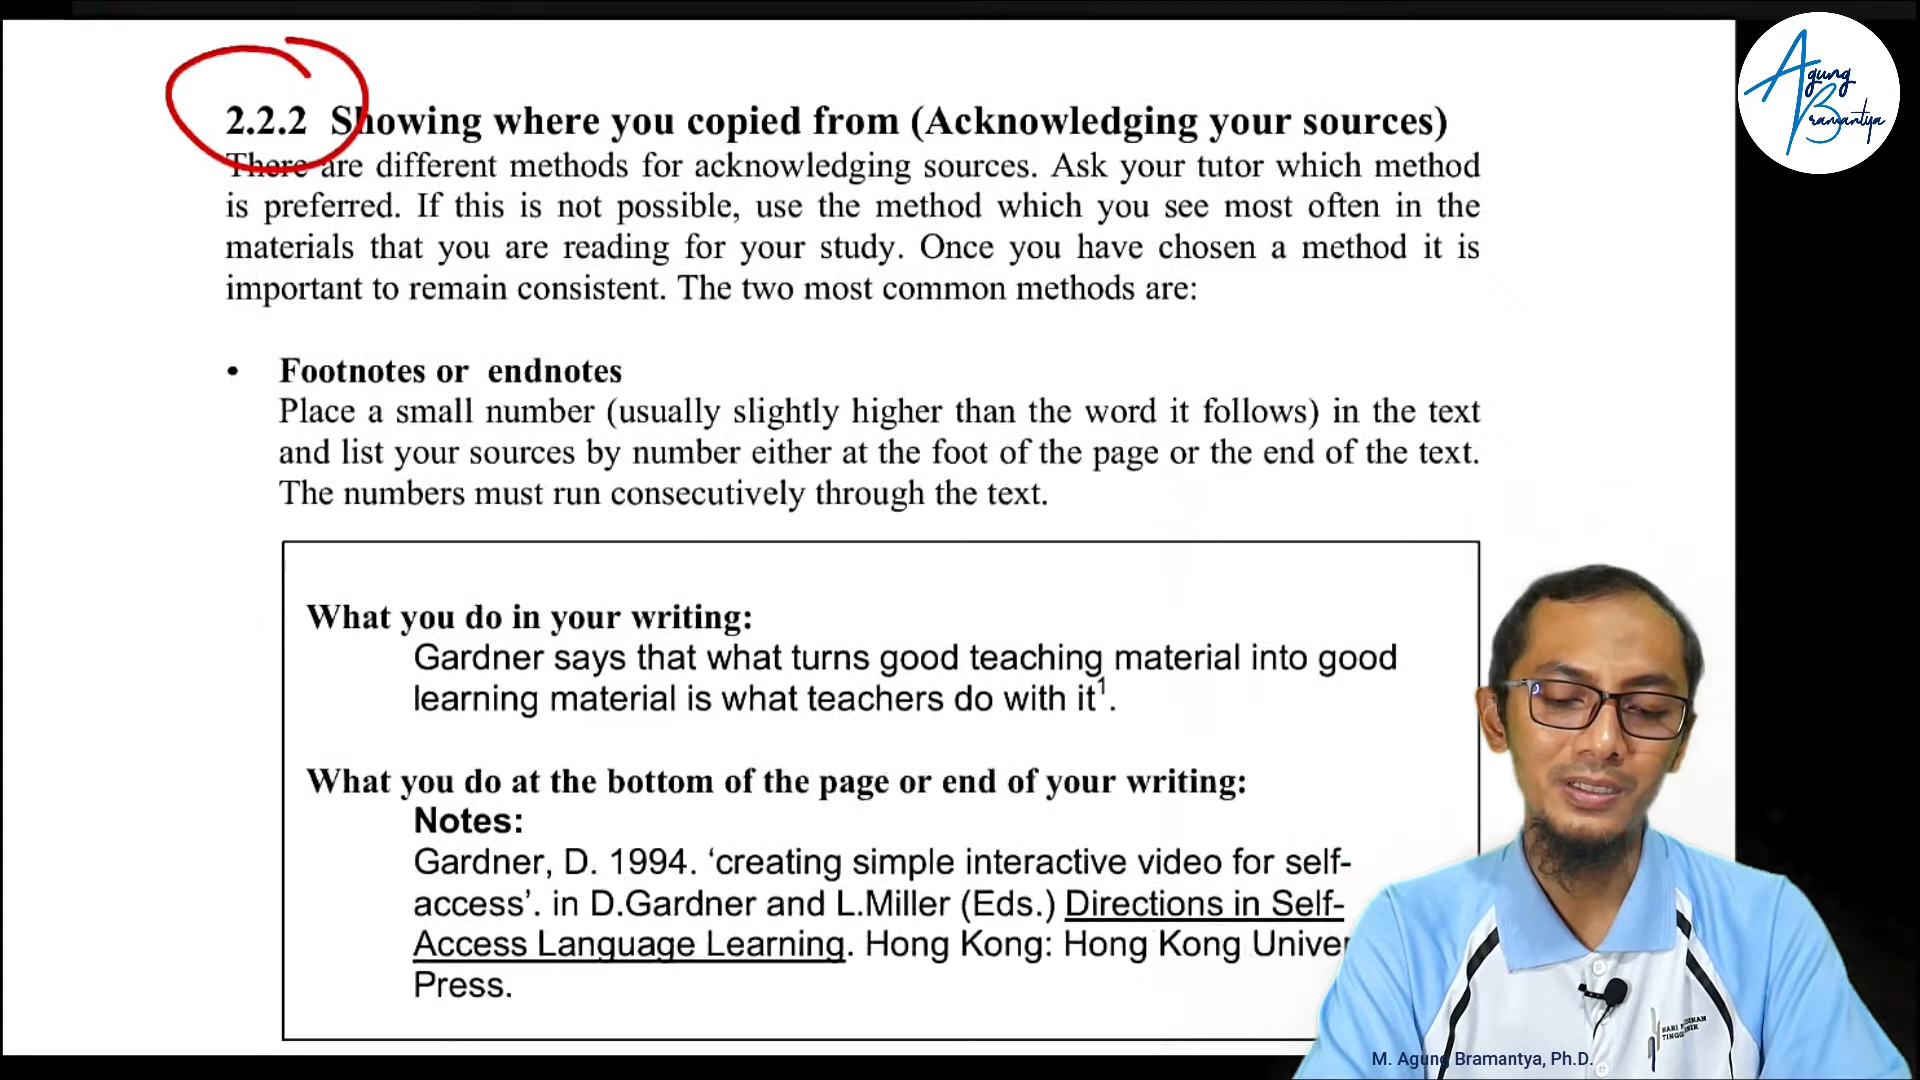 Agung
Bramantya
2.2.2 Showing where you copied from (Acknowledging your sources)
There are different methods for acknowledging sources. Ask your tutor which method
is preferred. If this is not possible, use the method which you see most often in the
materials that you are reading for your study. Once you have chosen a method it is
important to remain consistent. The two most common methods are:
• Footnotes or endnotes
Place a small number (usually slightly higher than the word it follows) in the text
and list your sources by number either at the foot of the page or the end of the text.
The numbers must run consecutively through the text.
What you do in your writing:
Gardner says that what turns good teaching material into good
learning material is what teachers do with it¹.
What you do at the bottom of the page or end of your writing:
Notes:
Gardner, D. 1994. ‘creating simple interactive video for self-
access’. in D.Gardner and L.Miller (Eds.) Directions in Self-
Access Language Learning. Hong Kong: Hong Kong
Press.
HARI
TINGG
M. Agung Bramantya, Ph.D.